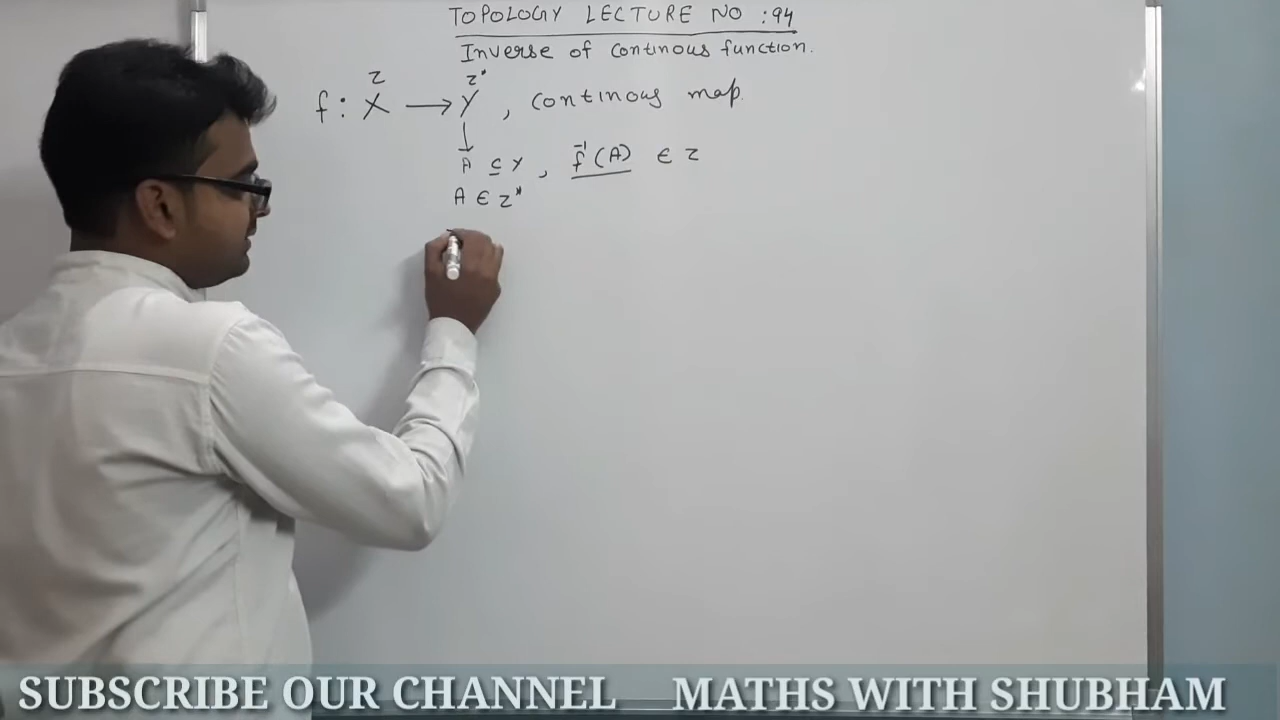 TOPOLOGY LECTURE NO :94
Inverse of continous function.
z z*
f : X → Y , continous map.
↓
A ⊆ Y , f⁻¹(A) ∈ z
A ∈ z*
SUBSCRIBE OUR CHANNEL MATHS WITH SHUBHAM